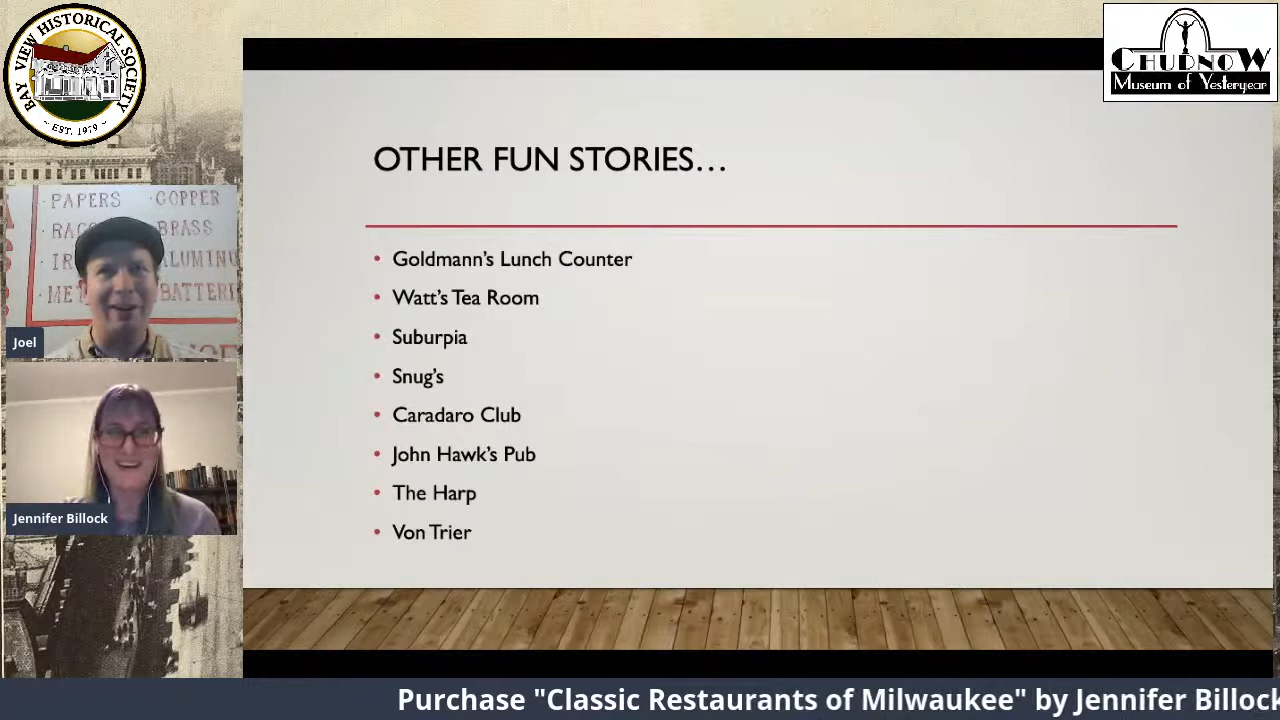 BAY VIEW HISTORICAL SOCIETY
~ EST. 1979 ~
CHUDNOW
Museum of Yesteryear
OTHER FUN STORIES…
• Goldmann's Lunch Counter
• Watt's Tea Room
• Suburpia
• Snug's
• Caradaro Club
• John Hawk's Pub
• The Harp
• Von Trier
· PAPERS · COPPER
BRASS
ALUMINU
BATTERI
Joel
Jennifer Billock
Purchase "Classic Restaurants of Milwaukee" by Jennifer Billock